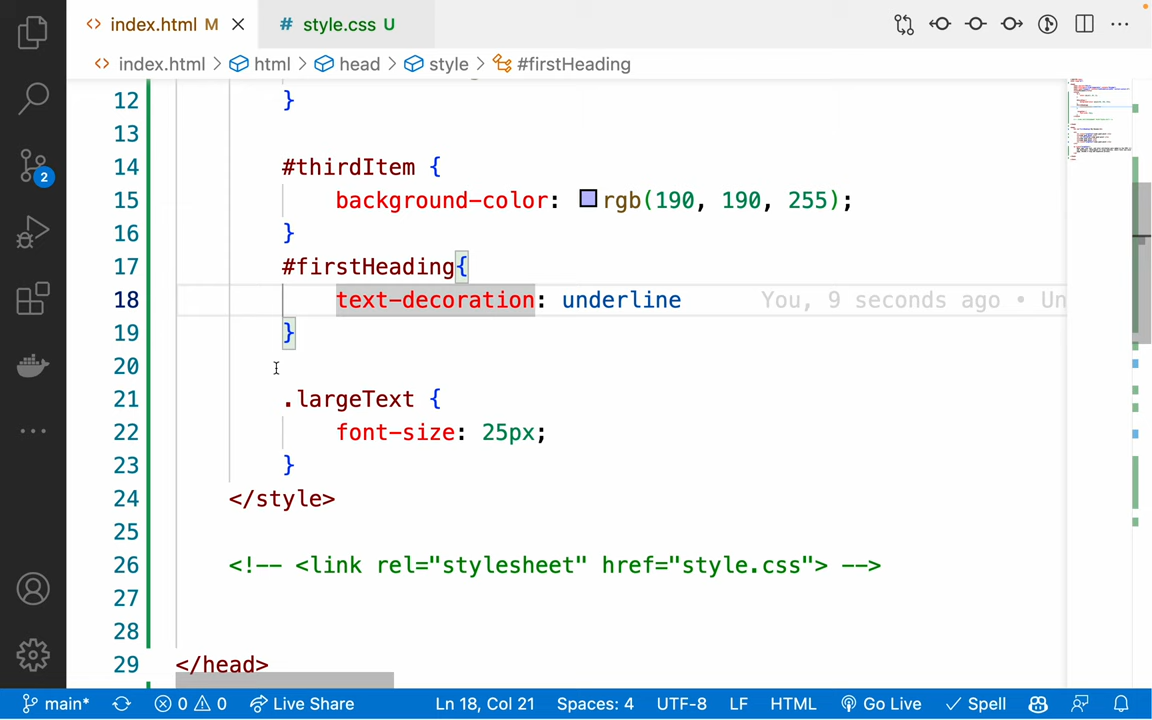 index.html M
style.css U
index.html > html > head > style > #firstHeading
12 }
13
14 #thirdItem {
15 background-color: rgb(190, 190, 255);
16 }
17 #firstHeading{
18 text-decoration: underline You, 9 seconds ago • Un
19 }
20
21 .largeText {
22 font-size: 25px;
23 }
24 </style>
25
26 <!-- <link rel="stylesheet" href="style.css"> -->
27
28
29 </head>
2
main* 0 0 Live Share Ln 18, Col 21 Spaces: 4 UTF-8 LF HTML Go Live Spell